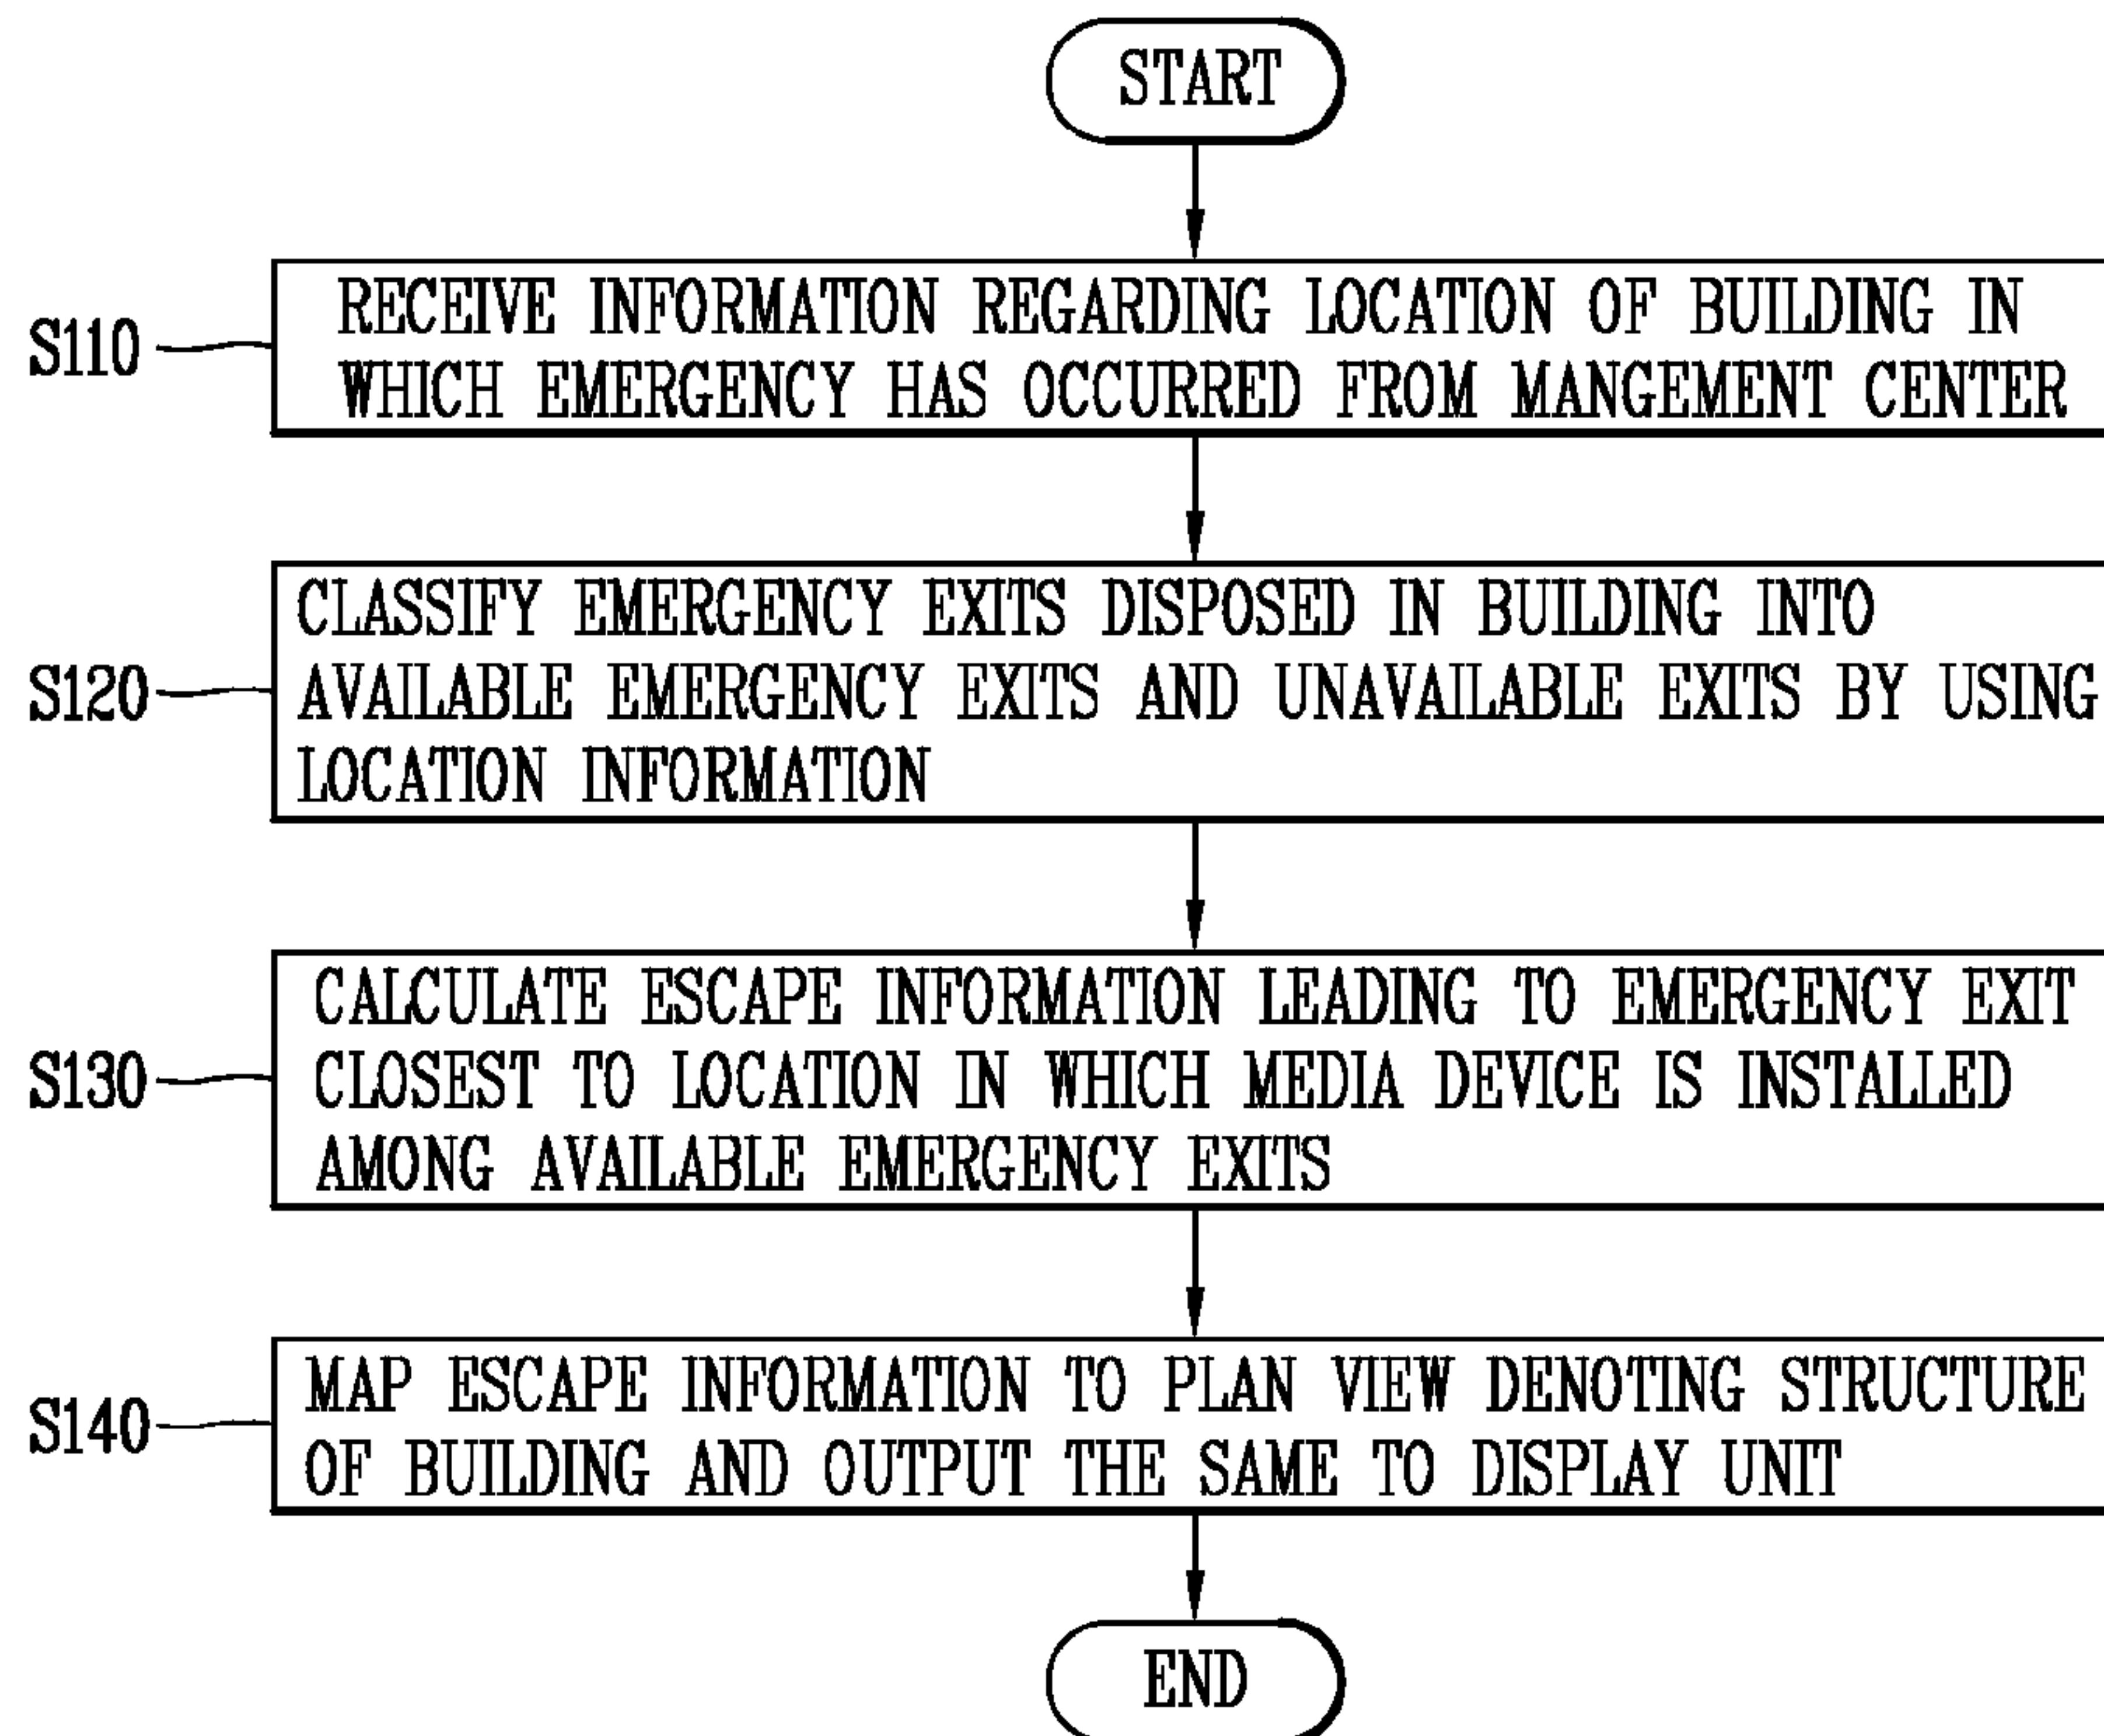 START
S110
RECEIVE INFORMATION REGARDING LOCATION OF BUILDING IN
WHICH EMERGENCY HAS OCCURRED FROM MANGEMENT CENTER
S120
CLASSIFY EMERGENCY EXITS DISPOSED IN BUILDING INTO
AVAILABLE EMERGENCY EXITS AND UNAVAILABLE EXITS BY USING
LOCATION INFORMATION
S130
CALCULATE ESCAPE INFORMATION LEADING TO EMERGENCY EXIT
CLOSEST TO LOCATION IN WHICH MEDIA DEVICE IS INSTALLED
AMONG AVAILABLE EMERGENCY EXITS
S140
MAP ESCAPE INFORMATION TO PLAN VIEW DENOTING STRUCTURE
OF BUILDING AND OUTPUT THE SAME TO DISPLAY UNIT
END